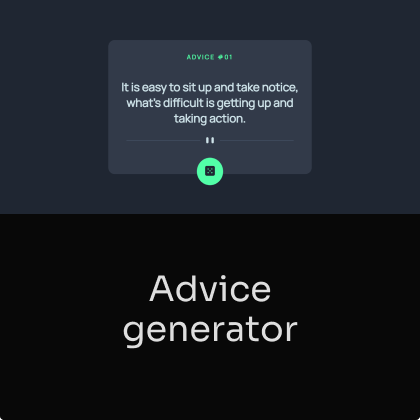 ADVICE #01
It is easy to sit up and take notice,
what's difficult is getting up and
taking action.
Advice
generator